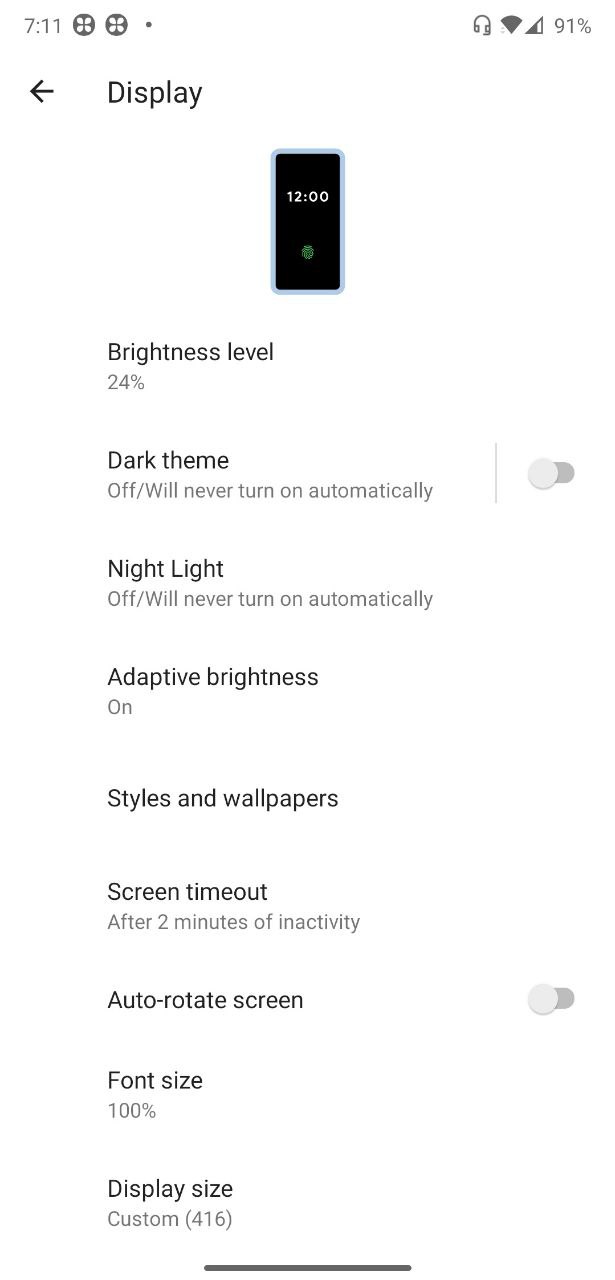 7:11
91%
Display
12:00
Brightness level
24%
Dark theme
Off/Will never turn on automatically
Night Light
Off/Will never turn on automatically
Adaptive brightness
On
Styles and wallpapers
Screen timeout
After 2 minutes of inactivity
Auto-rotate screen
Font size
100%
Display size
Custom (416)